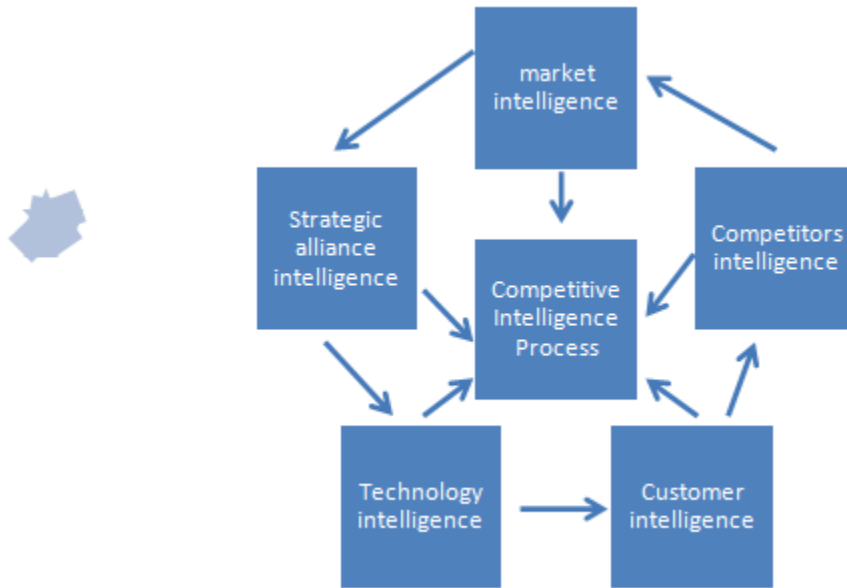 market
intelligence
Strategic
alliance
intelligence
Competitors
intelligence
Competitive
Intelligence
Process
Technology
intelligence
Customer
intelligence